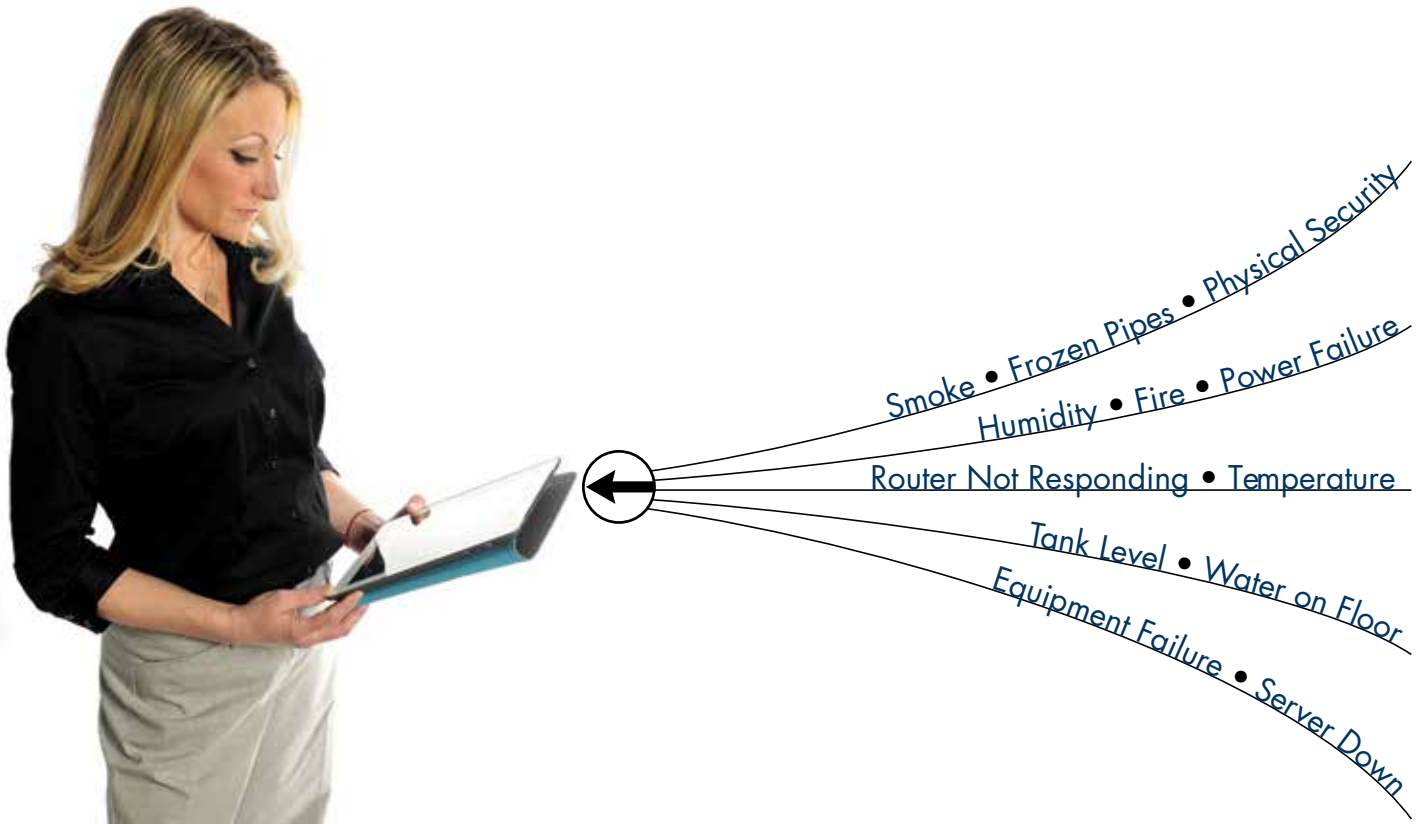 Smoke • Frozen Pipes • Physical Security
Humidity • Fire • Power Failure
Router Not Responding • Temperature
Tank Level • Water on Floor
Equipment Failure • Server Down